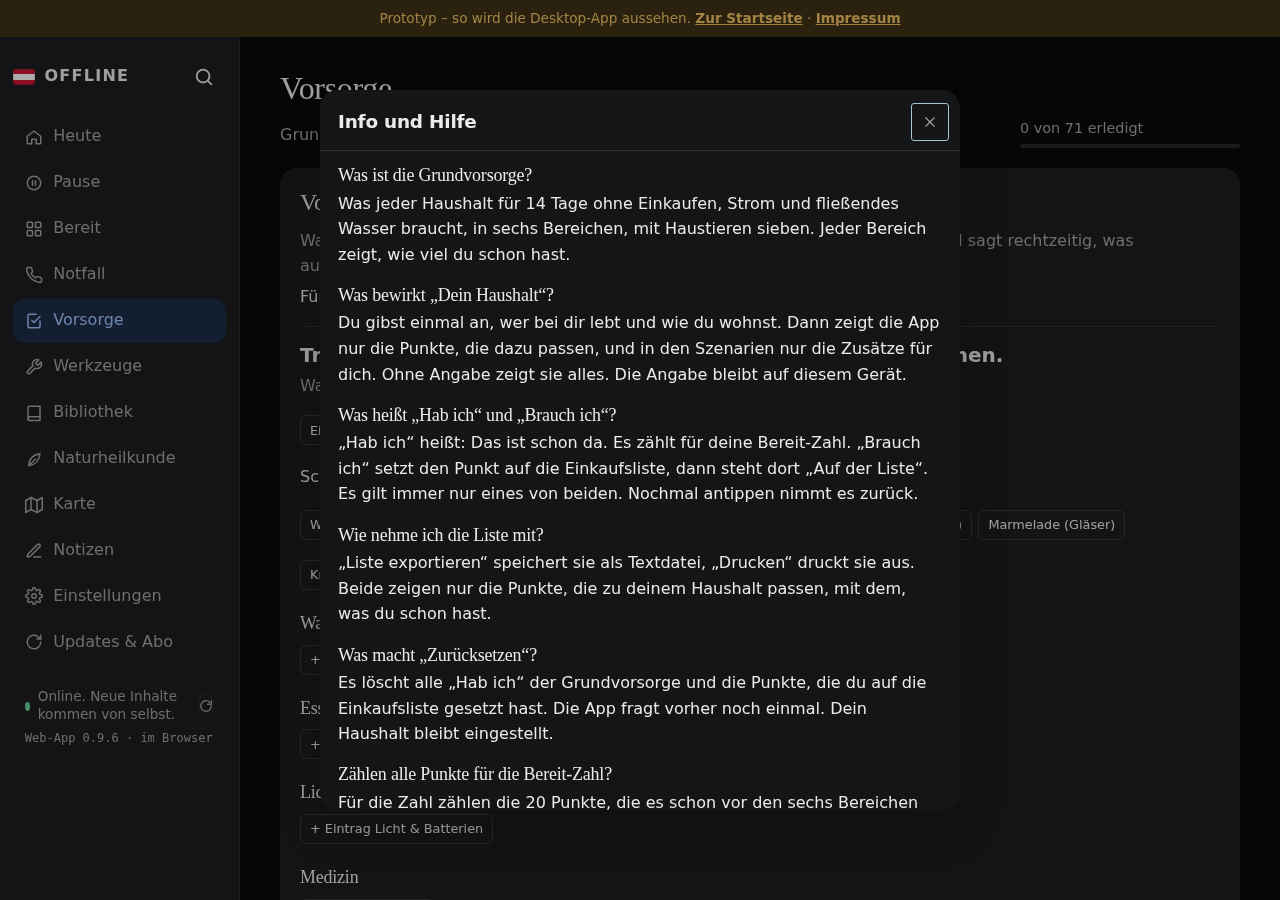 Prototyp – so wird die Desktop-App aussehen. Zur Startseite · Impressum
OFFLINE
Heute
Pause
Bereit
Notfall
Vorsorge
Werkzeuge
Bibliothek
Naturheilkunde
Karte
Notizen
Einstellungen
Updates & Abo
Online. Neue Inhalte
kommen von selbst.
Web-App 0.9.6 · im Browser
Vorsorge
0 von 71 erledigt
Info und Hilfe
Was ist die Grundvorsorge?
Was jeder Haushalt für 14 Tage ohne Einkaufen, Strom und fließendes
Wasser braucht, in sechs Bereichen, mit Haustieren sieben. Jeder Bereich
zeigt, wie viel du schon hast.
Was bewirkt „Dein Haushalt“?
Du gibst einmal an, wer bei dir lebt und wie du wohnst. Dann zeigt die App
nur die Punkte, die dazu passen, und in den Szenarien nur die Zusätze für
dich. Ohne Angabe zeigt sie alles. Die Angabe bleibt auf diesem Gerät.
Was heißt „Hab ich“ und „Brauch ich“?
„Hab ich“ heißt: Das ist schon da. Es zählt für deine Bereit-Zahl. „Brauch
ich“ setzt den Punkt auf die Einkaufsliste, dann steht dort „Auf der Liste“.
Es gilt immer nur eines von beiden. Nochmal antippen nimmt es zurück.
Wie nehme ich die Liste mit?
„Liste exportieren“ speichert sie als Textdatei, „Drucken“ druckt sie aus.
Beide zeigen nur die Punkte, die zu deinem Haushalt passen, mit dem,
was du schon hast.
Was macht „Zurücksetzen“?
Es löscht alle „Hab ich“ der Grundvorsorge und die Punkte, die du auf die
Einkaufsliste gesetzt hast. Die App fragt vorher noch einmal. Dein
Haushalt bleibt eingestellt.
Zählen alle Punkte für die Bereit-Zahl?
Für die Zahl zählen die 20 Punkte, die es schon vor den sechs Bereichen
sagt rechtzeitig, was
Marmelade (Gläser)
+ Eintrag Licht & Batterien
Medizin